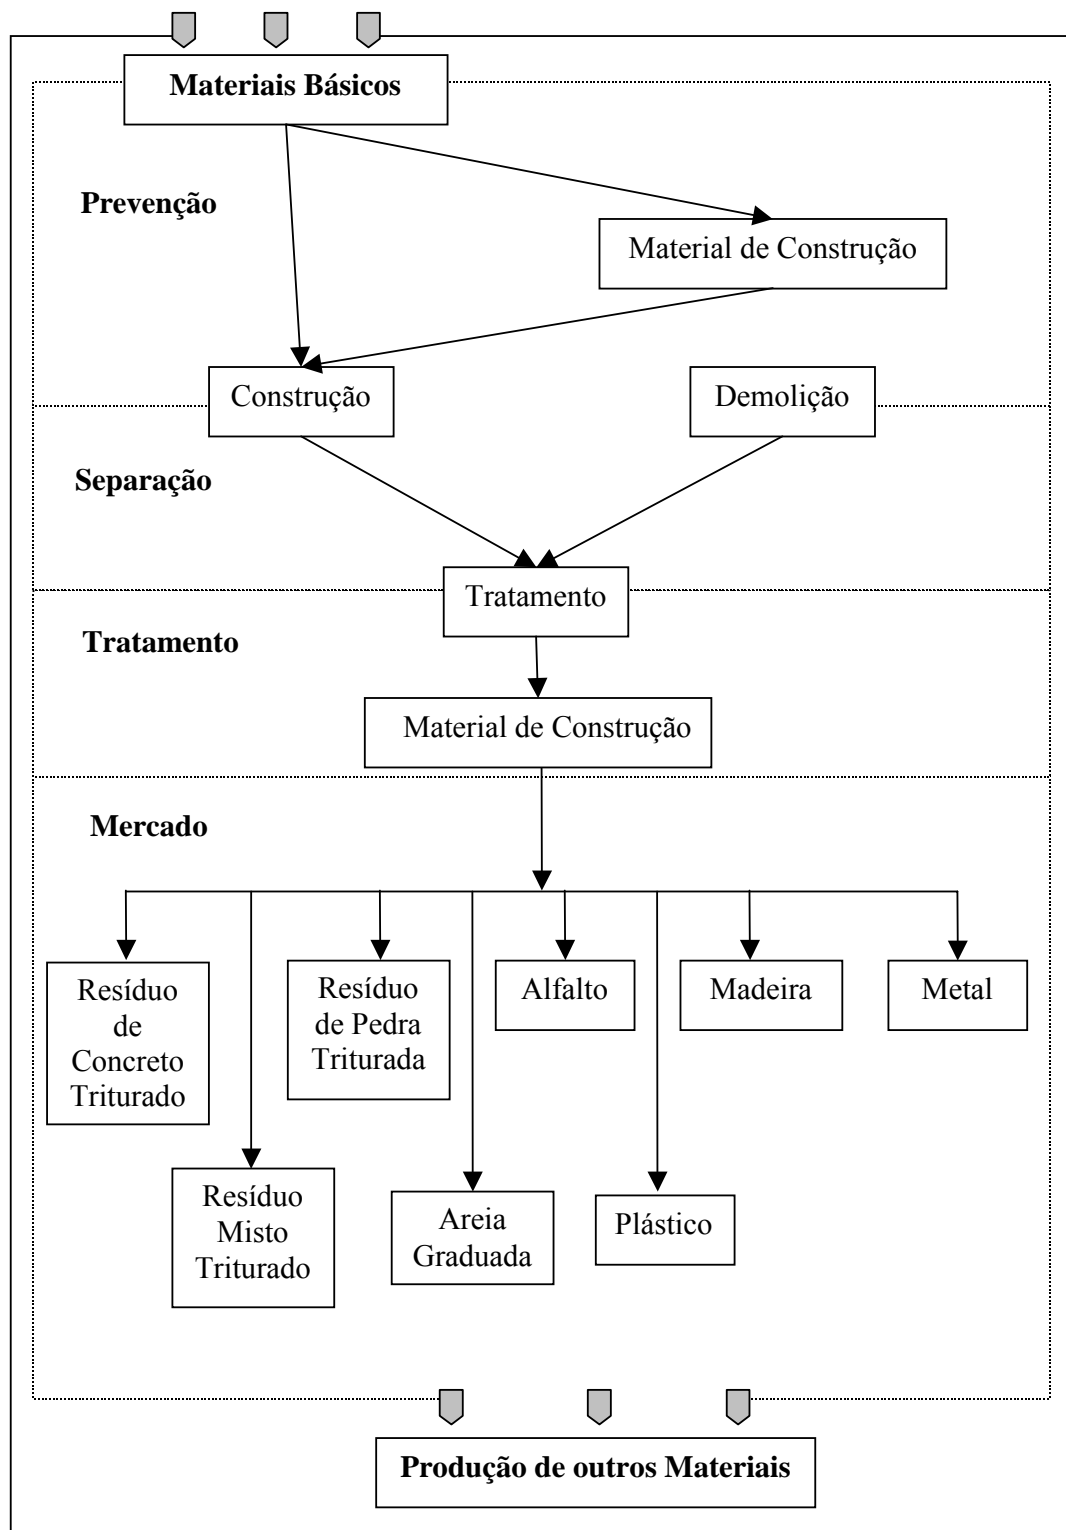 Materiais Básicos
Prevenção
Material de Construção
Construção
Demolição
Separação
Tratamento
Tratamento
Material de Construção
Mercado
Resíduo
de
Concreto
Triturado
Resíduo
de Pedra
Triturada
Alfalto
Madeira
Metal
Resíduo
Misto
Triturado
Areia
Graduada
Plástico
Produção de outros Materiais